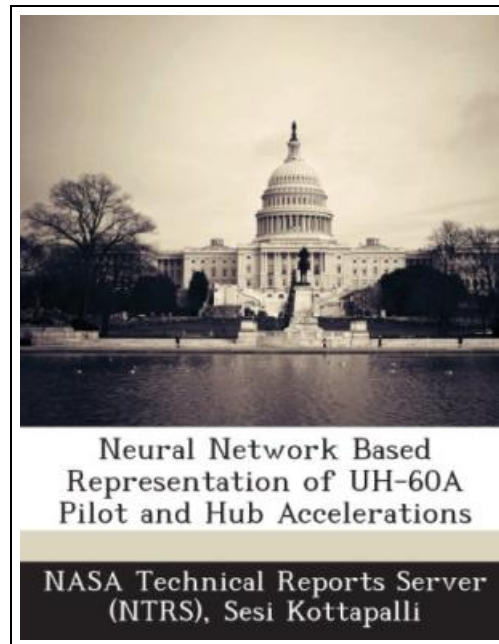 Neural Network Based
Representation of UH-60A
Pilot and Hub Accelerations
NASA Technical Reports Server
(NTRS), Sesi Kottapalli